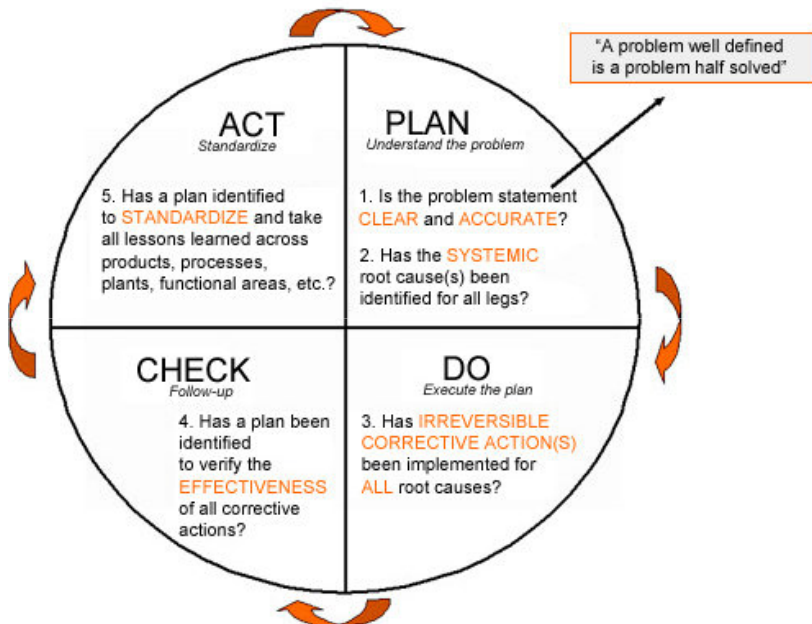 "A problem well defined
is a problem half solved"
ACT
Standardize
5. Has a plan identified
to STANDARDIZE and take
all lessons learned across
products, processes,
plants, functional areas, etc.?
PLAN
Understand the problem
1. Is the problem statement
CLEAR and ACCURATE?
2. Has the SYSTEMIC
root cause(s) been
identified for all legs?
CHECK
Follow-up
4. Has a plan been
identified
to verify the
EFFECTIVENESS
of all corrective
actions?
DO
Execute the plan
3. Has IRREVERSIBLE
CORRECTIVE ACTION(S)
been implemented for
ALL root causes?